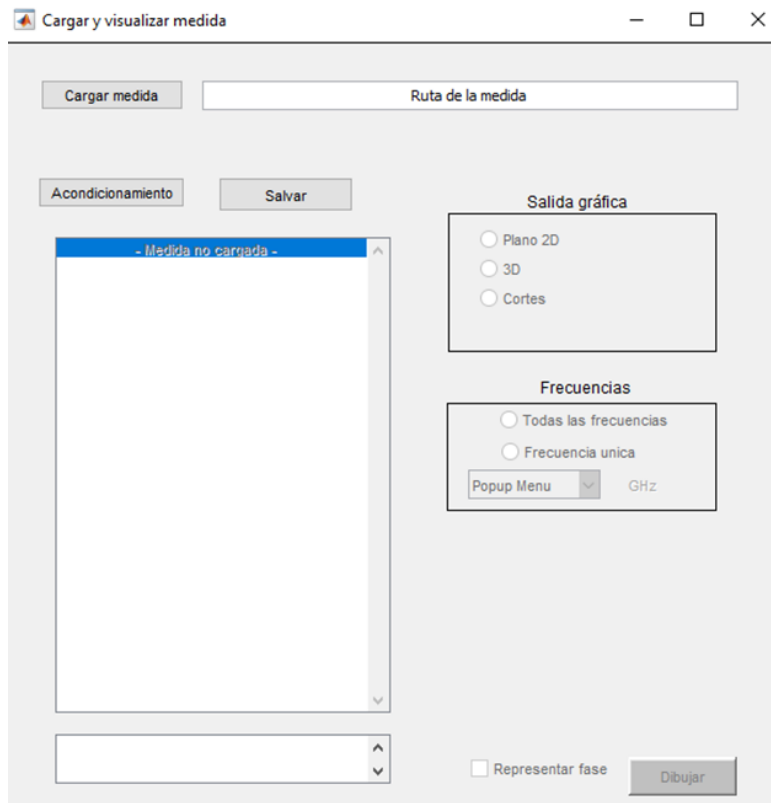 Cargar y visualizar medida
Cargar medida
Ruta de la medida
Acondicionamiento
Salvar
Salida gráfica
- Medida no cargada -
Plano 2D
3D
Cortes
Frecuencias
Todas las frecuencias
Frecuencia unica
Popup Menu
GHz
Representar fase
Dibujar